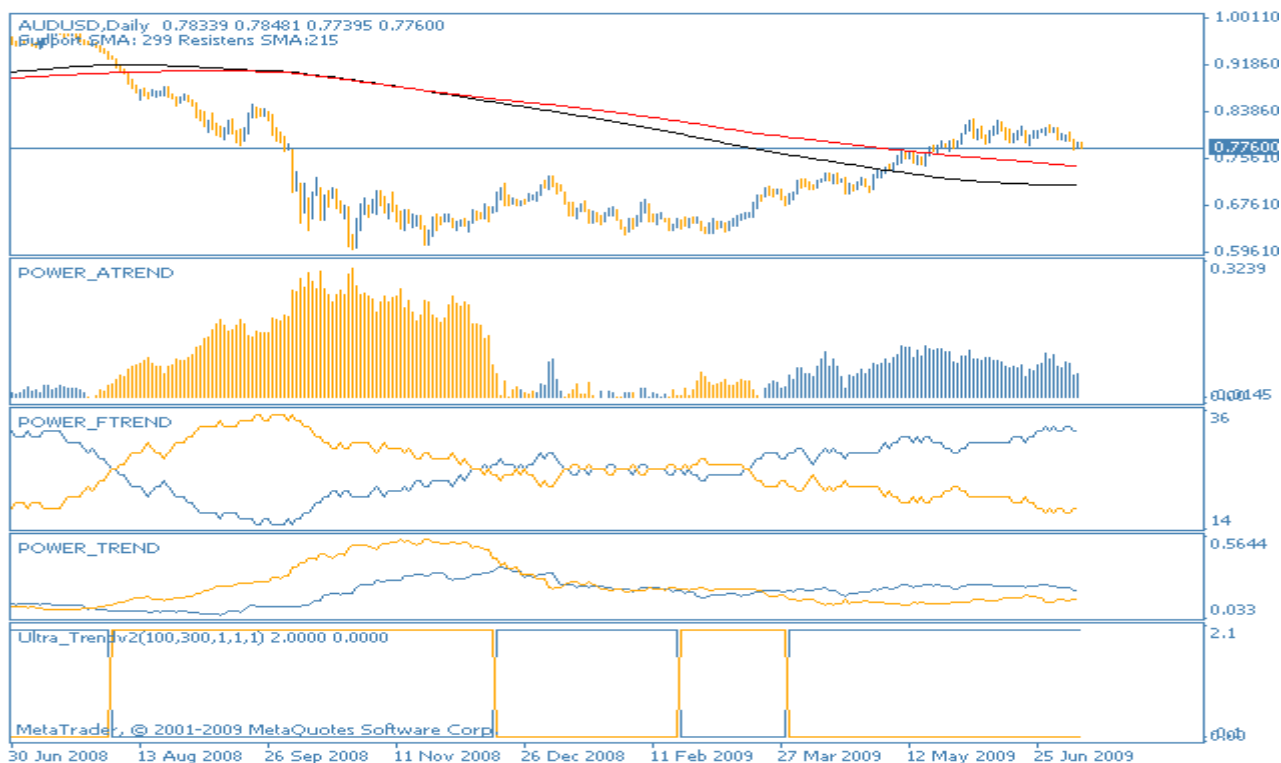 AUDUSD,Daily 0.78339 0.78481 0.77395 0.77600
Sudport SMA: 299 Resistens SMA:215
1.00110
0.91860
0.83860
0.77600
0.75610
0.67610
0.59610
POWER_ATREND
0.3239
POWER_FTREND
36
14
POWER_TREND
0.5644
0.033
Ultra_Trendv2(100,300,1,1,1) 2.0000 0.0000
2.1
MetaTrader, © 2001-2009 MetaQuotes Software Corp.
30 Jun 2008
13 Aug 2008
26 Sep 2008
11 Nov 2008
26 Dec 2008
11 Feb 2009
27 Mar 2009
12 May 2009
25 Jun 2009